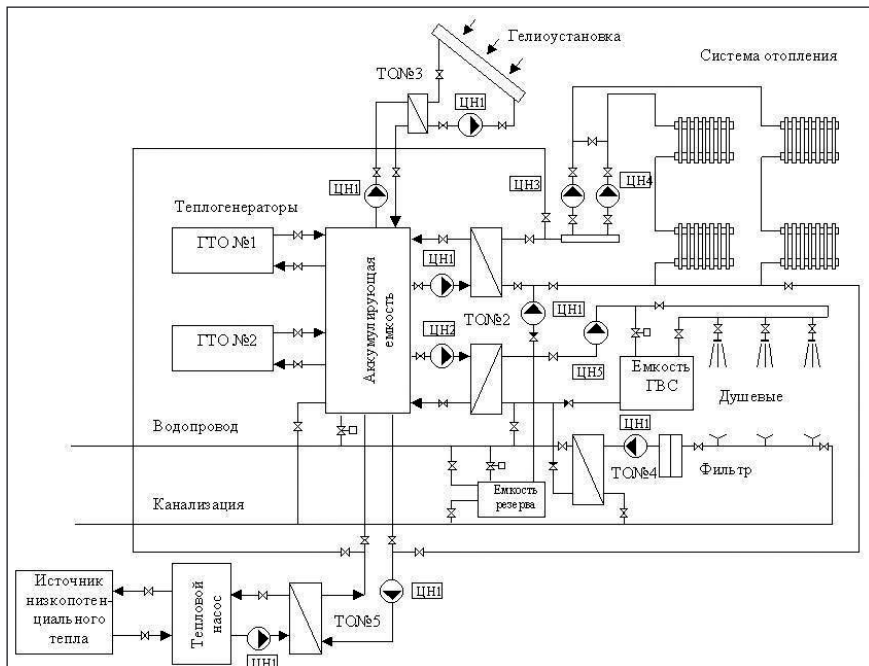 Гелиоустановка
Система отопления
ТО№3
ЦН1
ЦН1
ЦН3
ЦН4
Теплогенераторы
ГТО №1
ЦН1
Аккумулирующая
емкость
ТО№2
ЦН1
ГТО №2
ЦН2
ЦН5
Емкость
ГВС
Душевые
Водопровод
ЦН1
ТО№4
Фильтр
Емкость
резерва
Канализация
Источник
низкопотен-
циального
тепла
Тепловой
насос
ЦН1
ТО№5
ЦН1